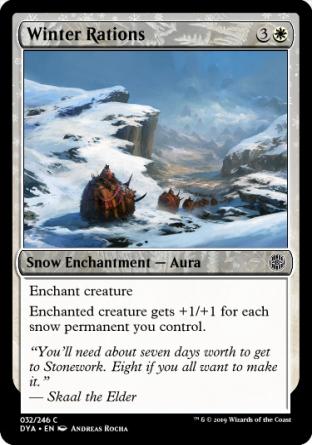 Winter Rations 3
Snow Enchantment — Aura
Enchant creature
Enchanted creature gets +1/+1 for each
snow permanent you control.
“You'll need about seven days worth to get
to Stonework. Eight if you all want to make
it.”
— Skaal the Elder
032/246 C
DYA • EN Andreas Rocha
™ & © 2019 Wizards of the Coast